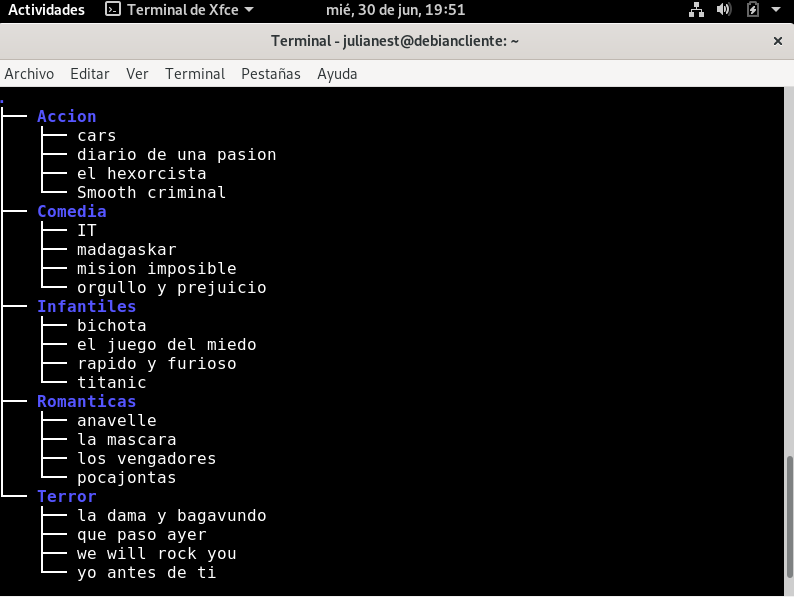 Actividades Terminal de Xfce mié, 30 de jun, 19:51
Terminal - julianest@debiancliente: ~ ×
Archivo Editar Ver Terminal Pestañas Ayuda
.
├── Accion
│   ├── cars
│   ├── diario de una pasion
│   ├── el hexorcista
│   └── Smooth criminal
├── Comedia
│   ├── IT
│   ├── madagaskar
│   ├── mision imposible
│   └── orgullo y prejuicio
├── Infantiles
│   ├── bichota
│   ├── el juego del miedo
│   ├── rapido y furioso
│   └── titanic
├── Romanticas
│   ├── anavelle
│   ├── la mascara
│   ├── los vengadores
│   └── pocajontas
└── Terror
    ├── la dama y bagavundo
    ├── que paso ayer
    ├── we will rock you
    └── yo antes de ti